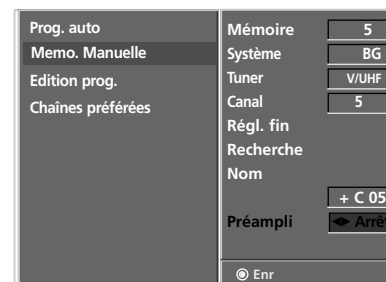 Prog. auto
Memo. Manuelle
Edition prog.
Chaînes préférées
Mémoire 5
Système BG
Tuner V/UHF
Canal 5
Régl. fin
Recherche
Nom
+ C 05
Préampli ◄► Arrêt
Enr